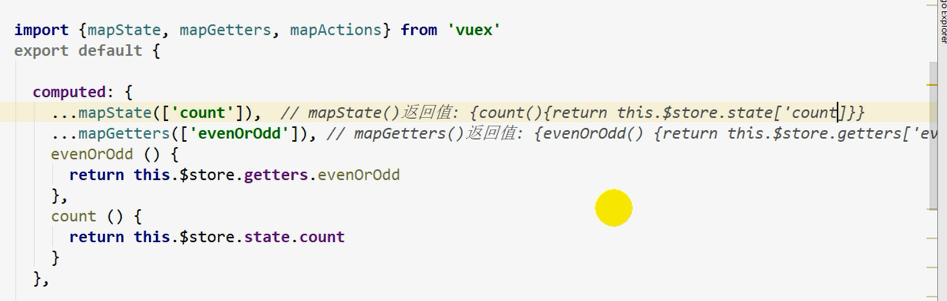 import {mapState, mapGetters, mapActions} from 'vuex'
export default {
computed: {
...mapState(['count']),  // mapState()返回值: {count(){return this.$store.state['count]}}
...mapGetters(['evenOrOdd']), // mapGetters()返回值: {evenOrOdd() {return this.$store.getters['ev
evenOrOdd () {
return this.$store.getters.evenOrOdd
},
count () {
return this.$store.state.count
}
},
Explorer